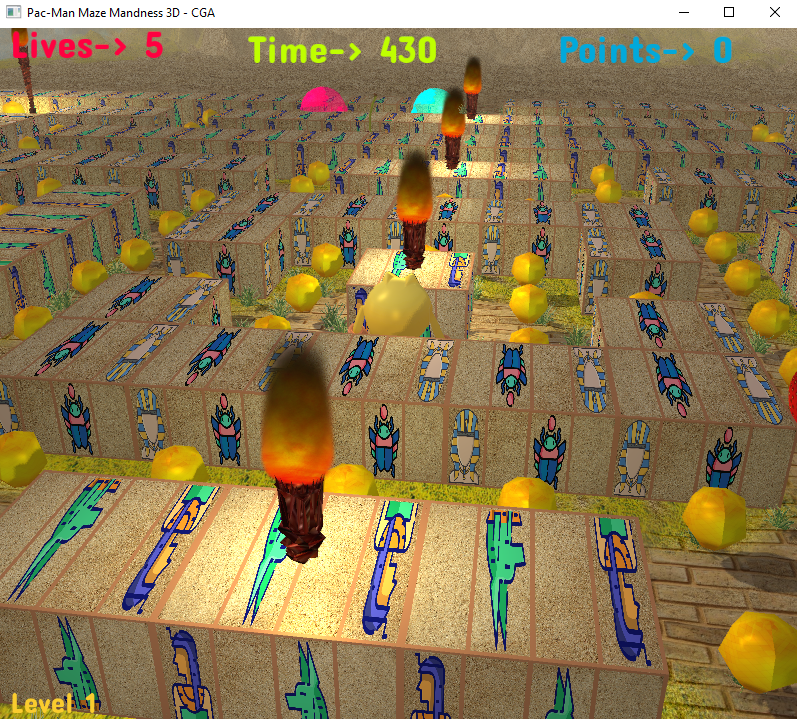 Pac-Man Maze Mandness 3D - CGA
Lives-> 5 Time-> 430 Points-> 0
Level 1